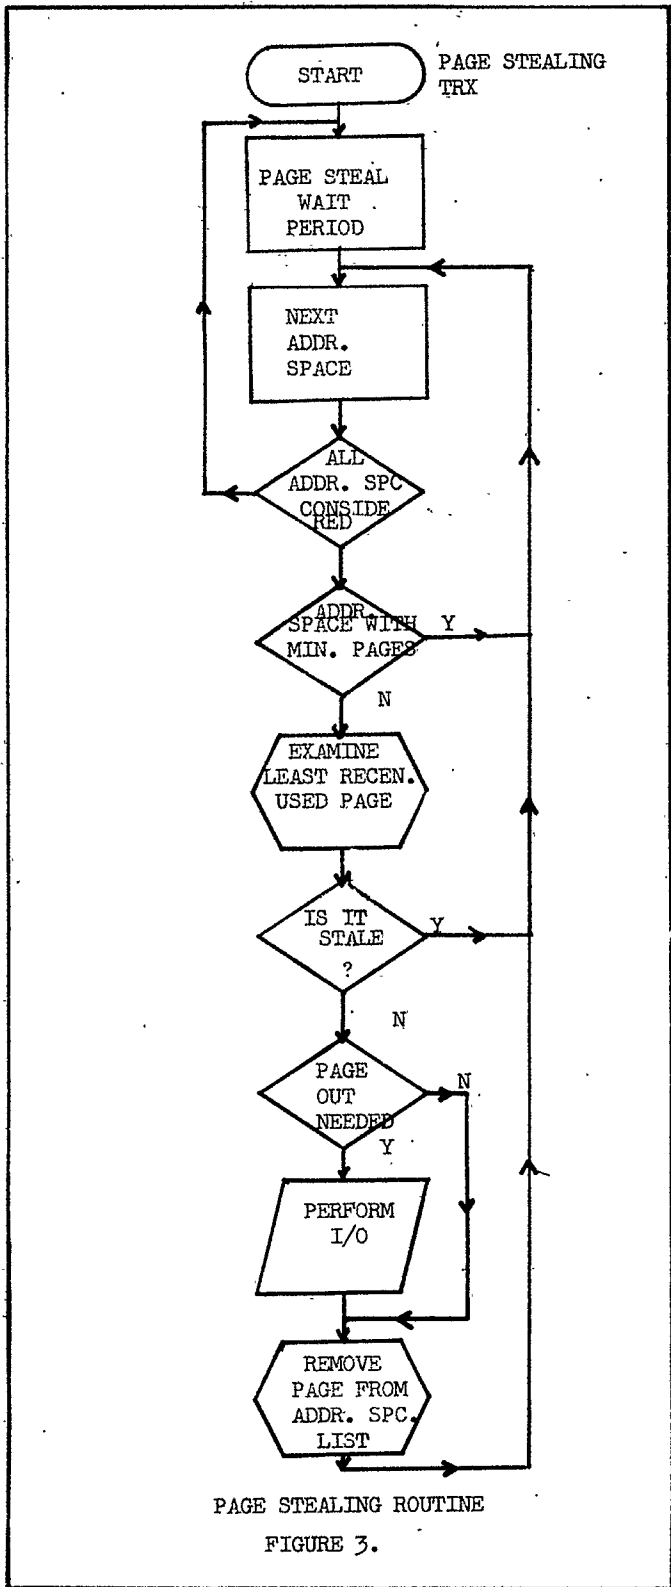 START
PAGE STEALING
TRX
PAGE STEAL
WAIT
PERIOD
NEXT
ADDR.
SPACE
ALL
ADDR. SPC
CONSIDE
RED
ADDR.
SPACE WITH
MIN. PAGES
Y
N
EXAMINE
LEAST RECEN.
USED PAGE
IS IT
STALE
?
Y
N
PAGE
OUT
NEEDED
N
Y
PERFORM
I/O
REMOVE
PAGE FROM
ADDR. SPC.
LIST
PAGE STEALING ROUTINE
FIGURE 3.